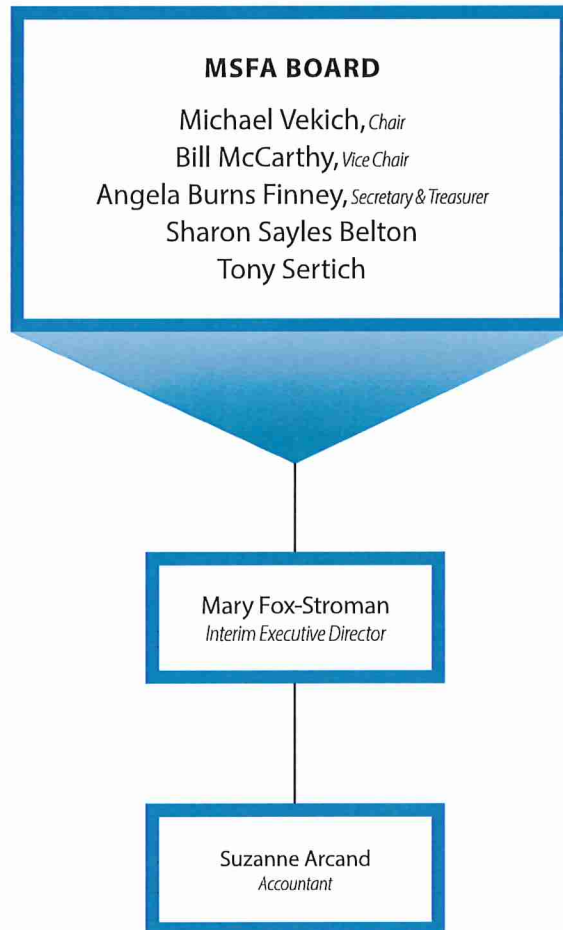 MSFA BOARD
Michael Vekich, Chair
Bill McCarthy, Vice Chair
Angela Burns Finney, Secretary & Treasurer
Sharon Sayles Belton
Tony Sertich
Mary Fox-Stroman
Interim Executive Director
Suzanne Arcand
Accountant